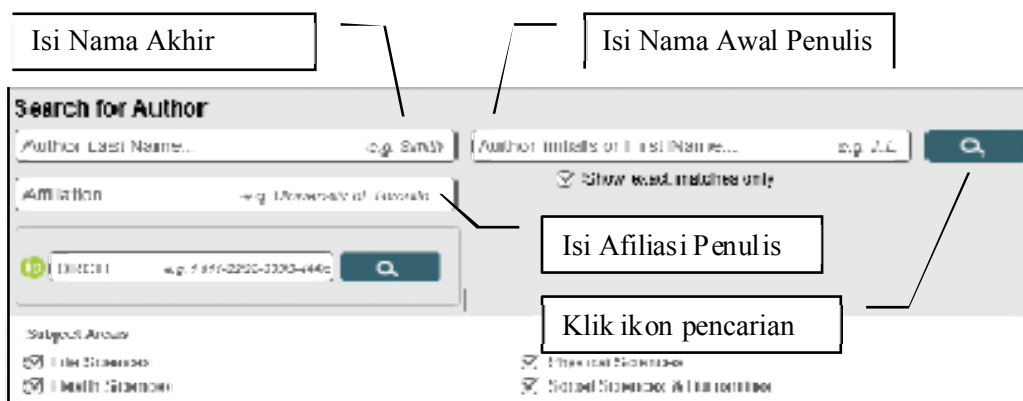 Isi Nama Akhir
Isi Nama Awal Penulis
Search for Author
Author Last Name... e.g. Smith
Author Initials or First Name... e.g. J.L.
Show exact matches only
Affiliation e.g. University of Toronto
Isi Afiliasi Penulis
ORCID e.g.
Klik ikon pencarian
Subject Areas
Life Sciences
Physical Sciences
Health Sciences
Social Sciences & Humanities